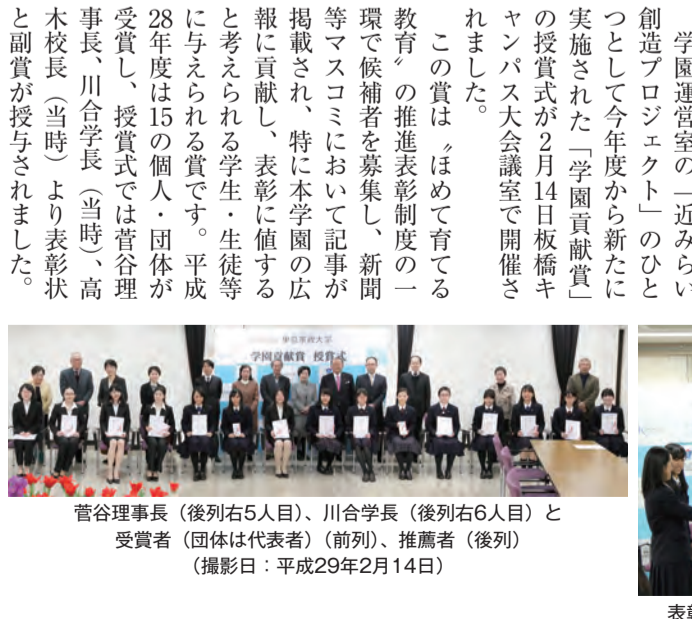 学園運営室の「近みらい
創造プロジェクト」のひと
つとして今年度から新たに
実施された「学園貢献賞」
の授賞式が2月14日板橋キ
ャンパス大会議室で開催さ
れました。
この賞は〝ほめて育てる
教育〟の推進表彰制度の一
環で候補者を募集し、新聞
等マスコミにおいて記事が
掲載され、特に本学園の広
報に貢献し、表彰に値する
と考えられる学生・生徒等
に与えられる賞です。平成
28年度は15の個人・団体が
受賞し、授賞式では菅谷理
事長、川合学長（当時）、高
木校長（当時）より表彰状
と副賞が授与されました。
東京家政大学
学園貢献賞 授賞式
菅谷理事長（後列右5人目）、川合学長（後列右6人目）と
受賞者（団体は代表者）（前列）、推薦者（後列）
（撮影日：平成29年2月14日）
表彰